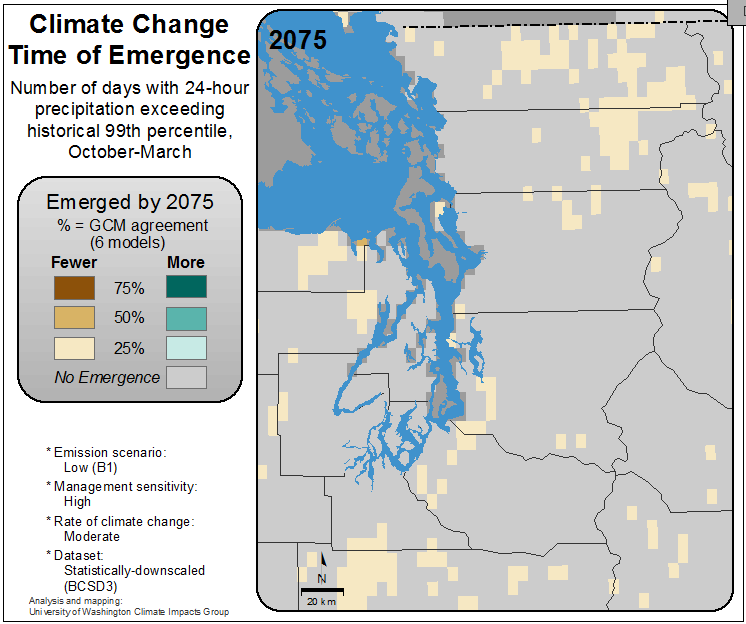 Climate Change
Time of Emergence
Number of days with 24-hour
precipitation exceeding
historical 99th percentile,
October-March
Emerged by 2075
% = GCM agreement
(6 models)
Fewer More
75%
50%
25%
No Emergence
* Emission scenario:
Low (B1)
* Management sensitivity:
High
* Rate of climate change:
Moderate
* Dataset:
Statistically-downscaled
(BCSD3)
Analysis and mapping:
University of Washington Climate Impacts Group
2075
N
20 km